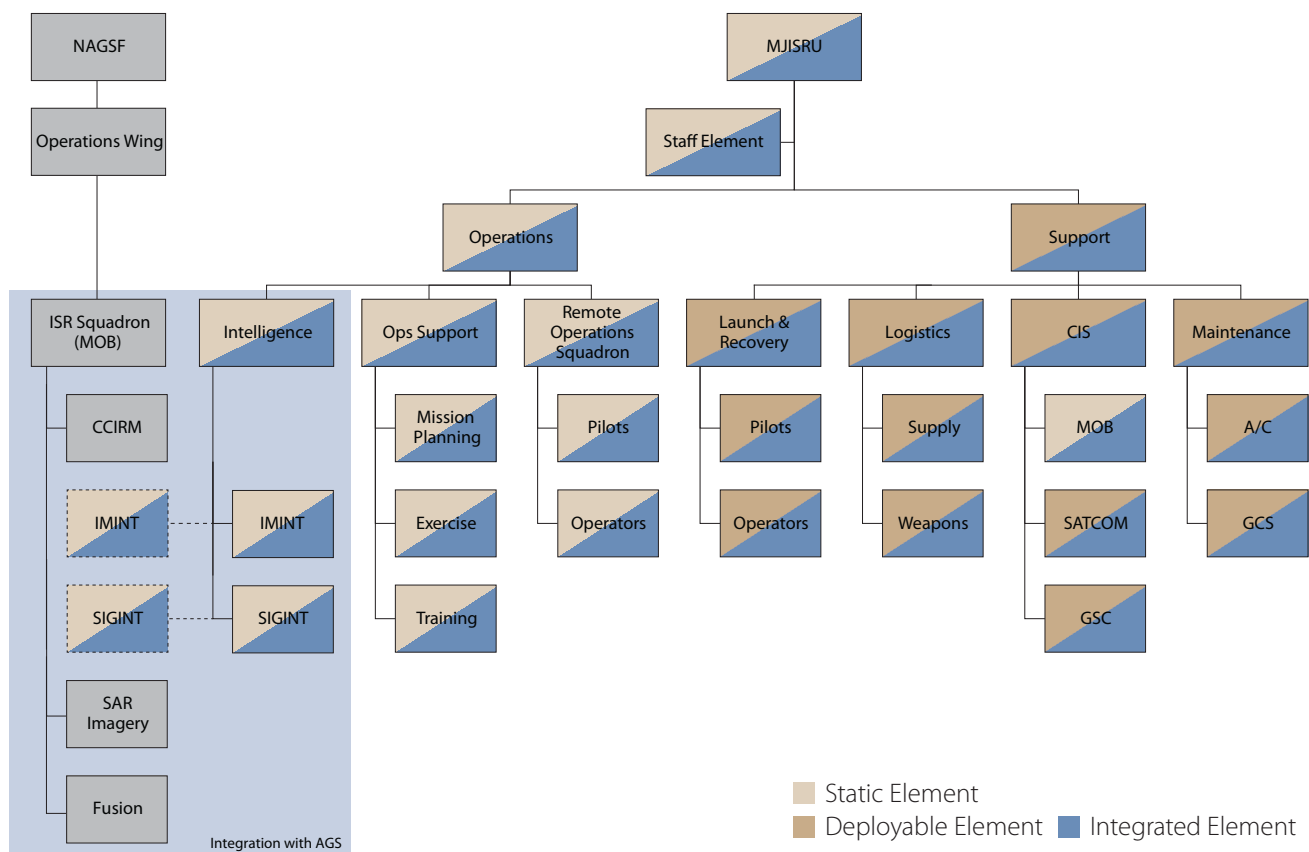 NAGSF
MJISRU
Operations Wing
Staff Element
Operations
Support
ISR Squadron
(MOB)
Intelligence
Ops Support
Remote
Operations
Squadron
Launch &
Recovery
Logistics
CIS
Maintenance
CCIRM
Mission
Planning
Pilots
Pilots
Supply
MOB
A/C
IMINT
IMINT
Exercise
Operators
Operators
Weapons
SATCOM
GCS
SIGINT
SIGINT
Training
GSC
SAR
Imagery
Fusion
Integration with AGS
Static Element
Deployable Element
Integrated Element